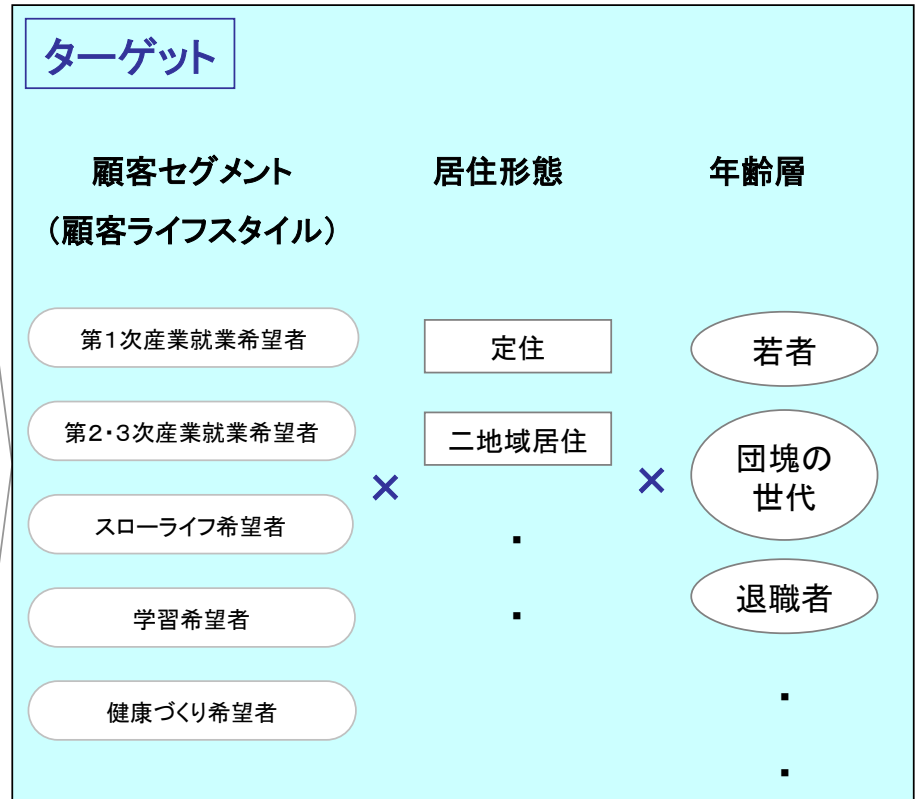 ターゲット
顧客セグメント
（顧客ライフスタイル）
第１次産業就業希望者
第２・３次産業就業希望者
スローライフ希望者
学習希望者
健康づくり希望者
×
居住形態
定住
二地域居住
・
・
×
年齢層
若者
団塊の
世代
退職者
・
・